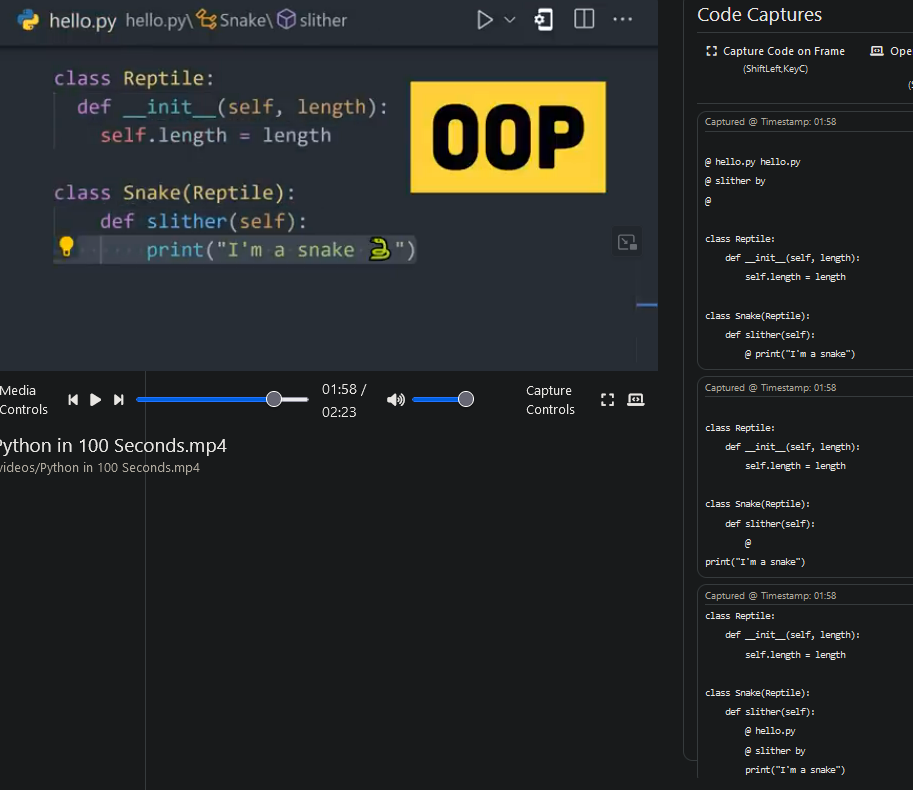 hello.py hello.py\ Snake\ slither
class Reptile:
def __init__(self, length):
self.length = length
class Snake(Reptile):
def slither(self):
print("I'm a snake 🐍")
OOP
Media
Controls
01:58 /
02:23
Capture
Controls
Python in 100 Seconds.mp4
videos/Python in 100 Seconds.mp4
Code Captures
Capture Code on Frame
(ShiftLeft,KeyC)
Ope
(S
Captured @ Timestamp: 01:58
@ hello.py hello.py
@ slither by
@
class Reptile:
def __init__(self, length):
self.length = length
class Snake(Reptile):
def slither(self):
@ print("I'm a snake")
Captured @ Timestamp: 01:58
class Reptile:
def __init__(self, length):
self.length = length
class Snake(Reptile):
def slither(self):
@
print("I'm a snake")
Captured @ Timestamp: 01:58
class Reptile:
def __init__(self, length):
self.length = length
class Snake(Reptile):
def slither(self):
@ hello.py
@ slither by
print("I'm a snake")